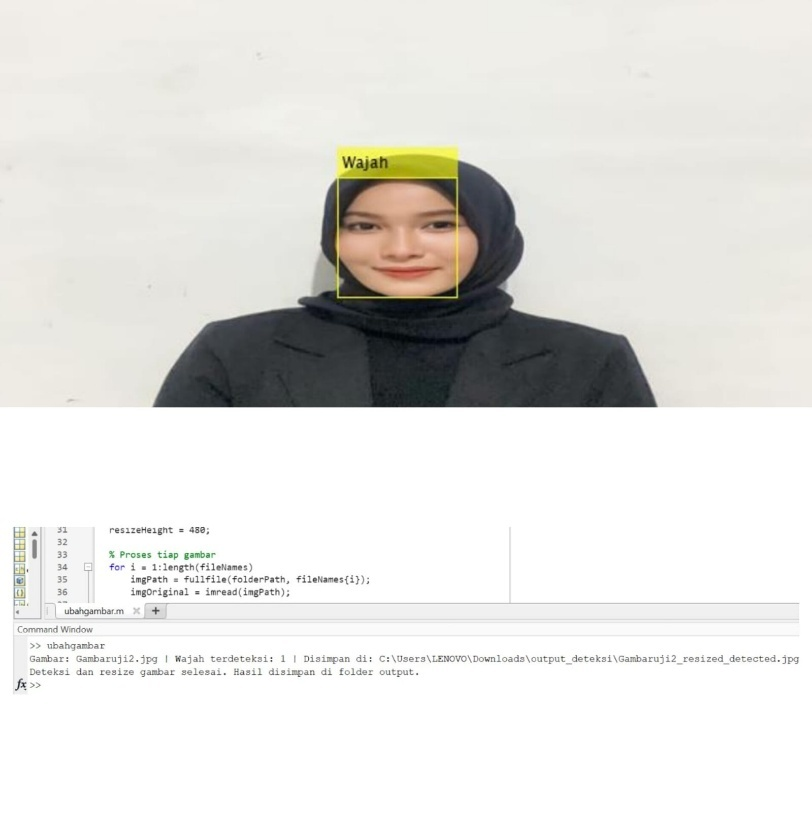 Wajah
31 resizeHeight = 480;
32
33 % Proses tiap gambar
34 for i = 1:length(fileNames)
35 imgPath = fullfile(folderPath, fileNames{i});
36 imgOriginal = imread(imgPath);
ubahgambar.m
Command Window
>> ubahgambar
Gambar: Gambaruji2.jpg | Wajah terdeteksi: 1 | Disimpan di: C:\Users\LENOVO\Downloads\output_deteksi\Gambaruji2_resized_detected.jpg
Deteksi dan resize gambar selesai. Hasil disimpan di folder output.
fx >>